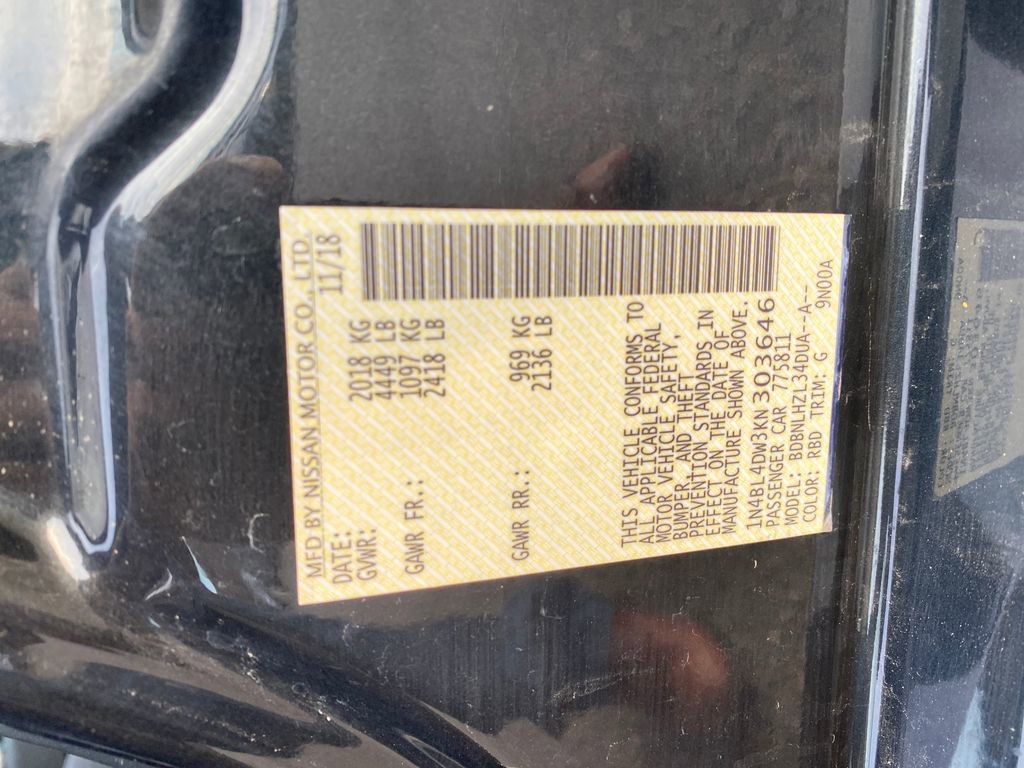 MFD BY NISSAN MOTOR CO., LTD
DATE: 11/18
GVWR: 2018 KG
4449 LB
GAWR FR.: 1097 KG
2418 LB
GAWR RR.: 969 KG
2136 LB
THIS VEHICLE CONFORMS TO
ALL APPLICABLE FEDERAL
MOTOR VEHICLE SAFETY,
BUMPER, AND THEFT
PREVENTION STANDARDS IN
EFFECT ON THE DATE OF
MANUFACTURE SHOWN ABOVE.
1N4BL4DW3KN303646
PASSENGER CAR 775811
MODEL: BDBNLHZL34DUA--A--
COLOR: RBD TRIM: G 9N00A